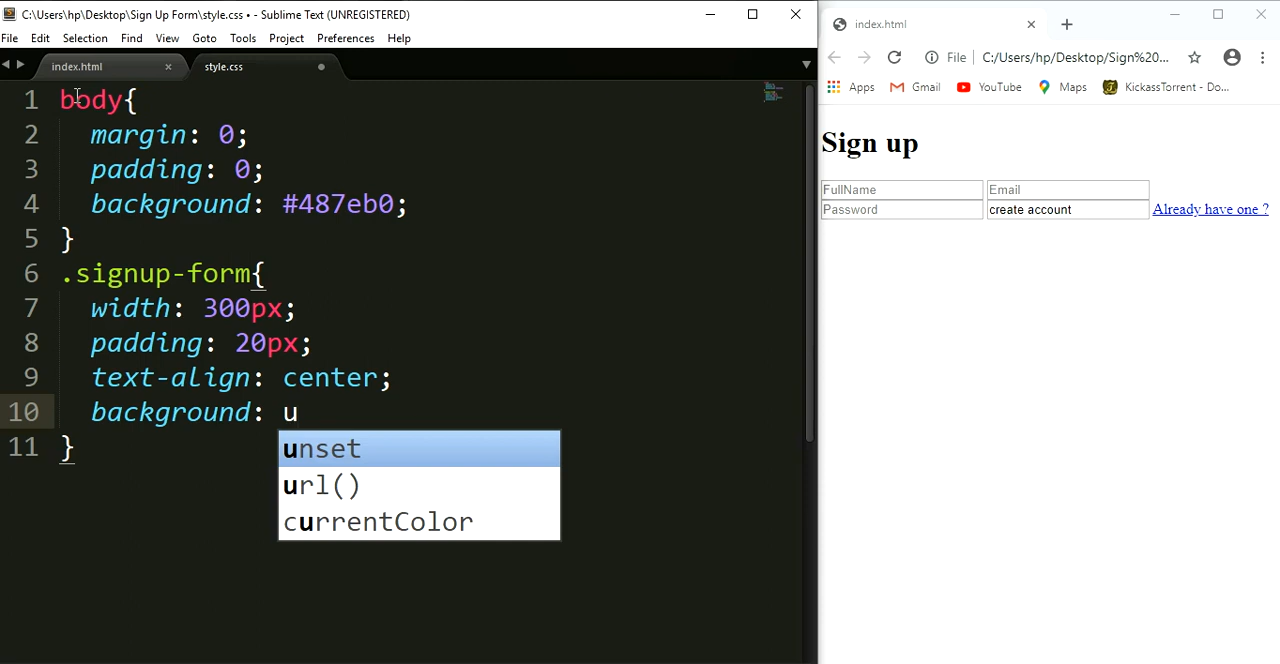 C:\Users\hp\Desktop\Sign Up Form\style.css • - Sublime Text (UNREGISTERED)
File Edit Selection Find View Goto Tools Project Preferences Help
index.html × style.css
1 body{
2 margin: 0;
3 padding: 0;
4 background: #487eb0;
5 }
6 .signup-form{
7 width: 300px;
8 padding: 20px;
9 text-align: center;
10 background: u
11 }
unset
url()
currentColor
index.html
File C:/Users/hp/Desktop/Sign%20...
Apps Gmail YouTube Maps KickassTorrent - Do...
Sign up
FullName Email
Password create account Already have one ?